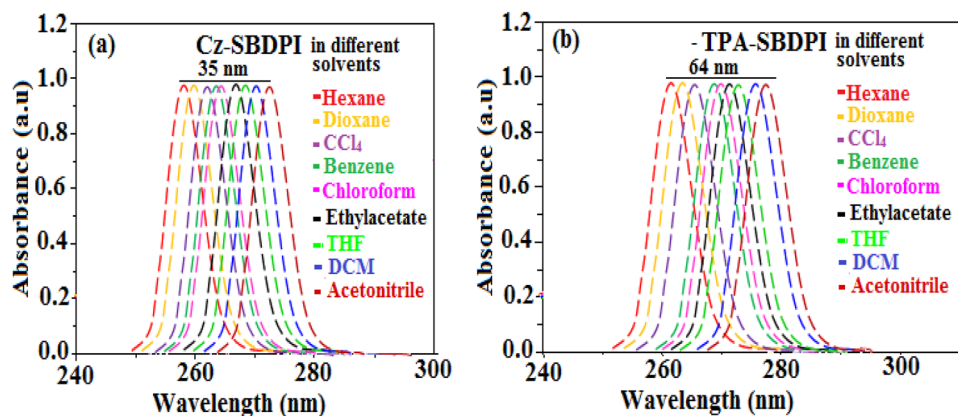 (a)
Cz-SBDPI in different
solvents
35 nm
Hexane
Dioxane
CCl₄
Benzene
Chloroform
Ethylacetate
THF
DCM
Acetonitrile
Absorbance (a.u)
1.2
1.0
0.8
0.6
0.4
0.2
0.0
240
260
280
300
Wavelength (nm)
(b)
- TPA-SBDPI in different
solvents
64 nm
Hexane
Dioxane
CCl₄
Benzene
Chloroform
Ethylacetate
THF
DCM
Acetonitrile
Absorbance (a.u)
1.2
1.0
0.8
0.6
0.4
0.2
0.0
240
260
280
300
Wavelength (nm)